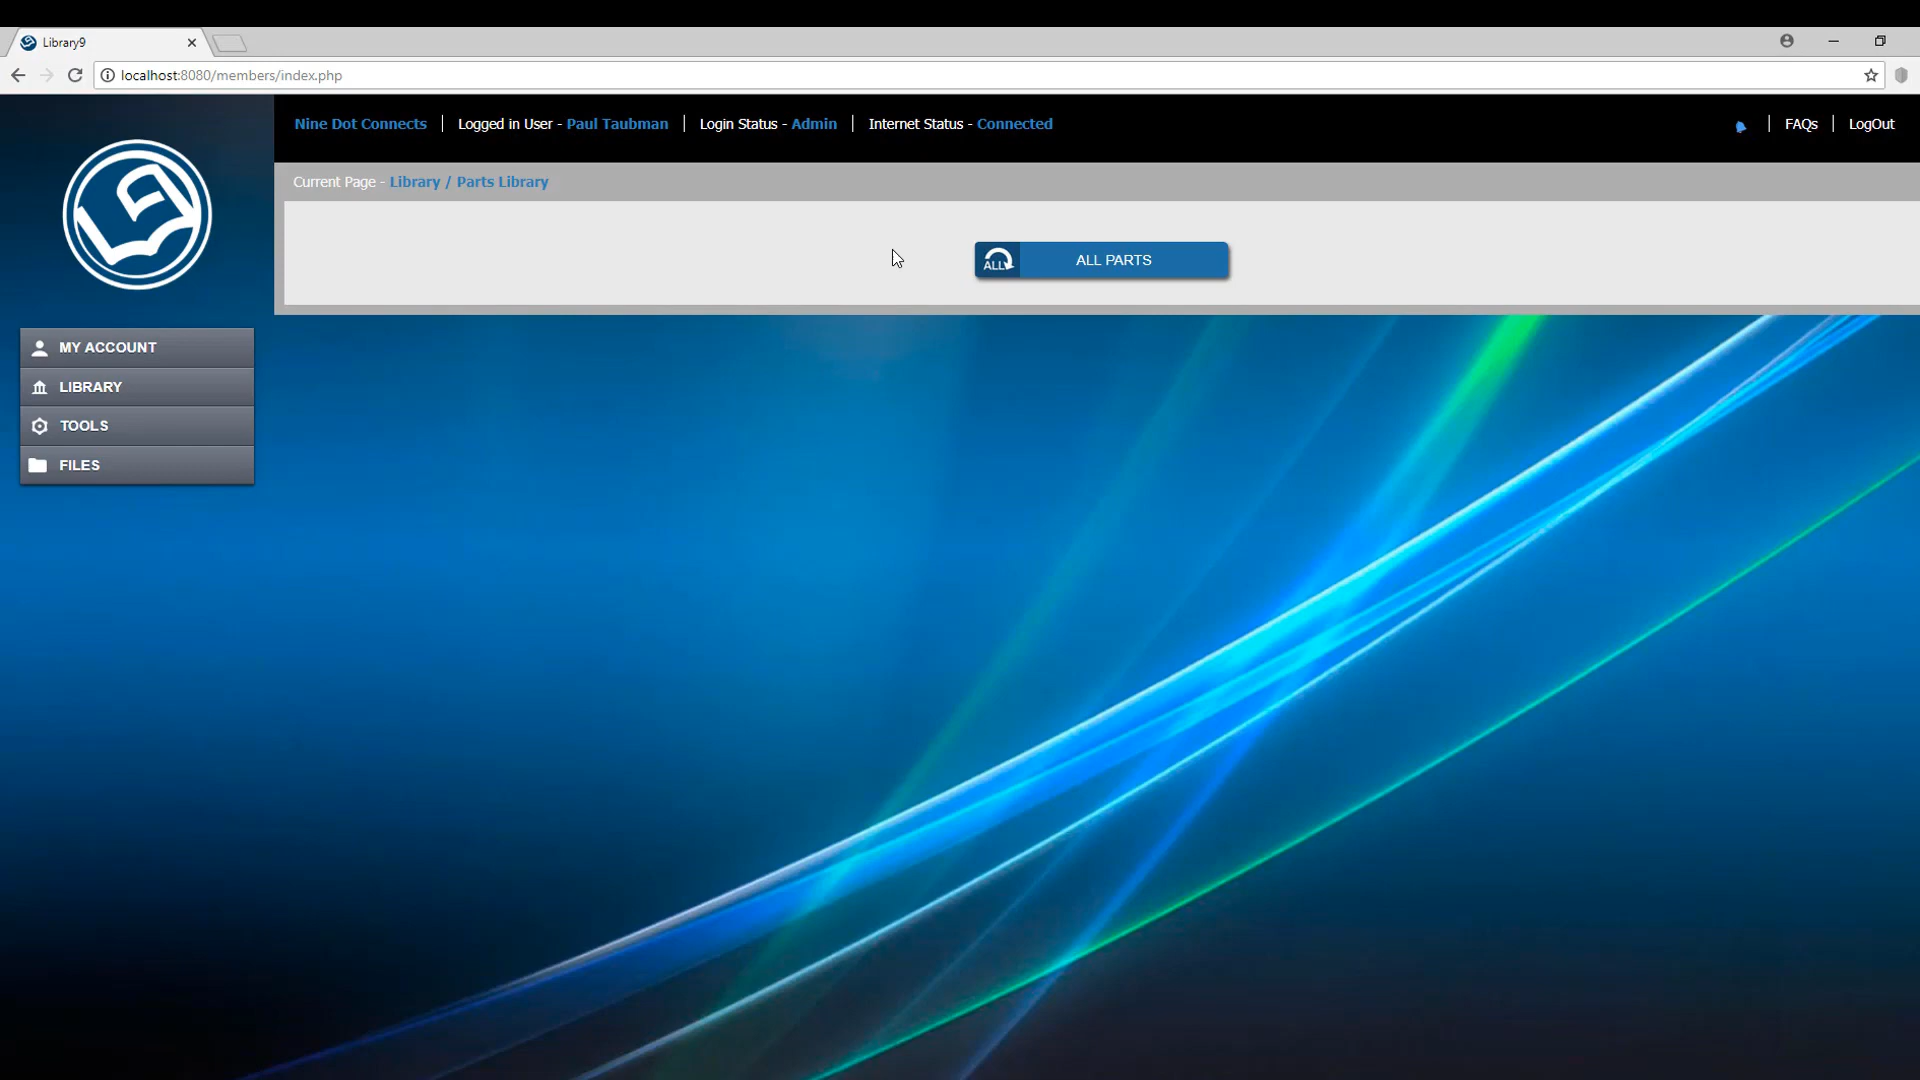 Library9
localhost:8080/members/index.php
Nine Dot Connects | Logged in User - Paul Taubman | Login Status - Admin | Internet Status - Connected | FAQs | LogOut
Current Page - Library / Parts Library
ALL ALL PARTS
MY ACCOUNT
LIBRARY
TOOLS
FILES